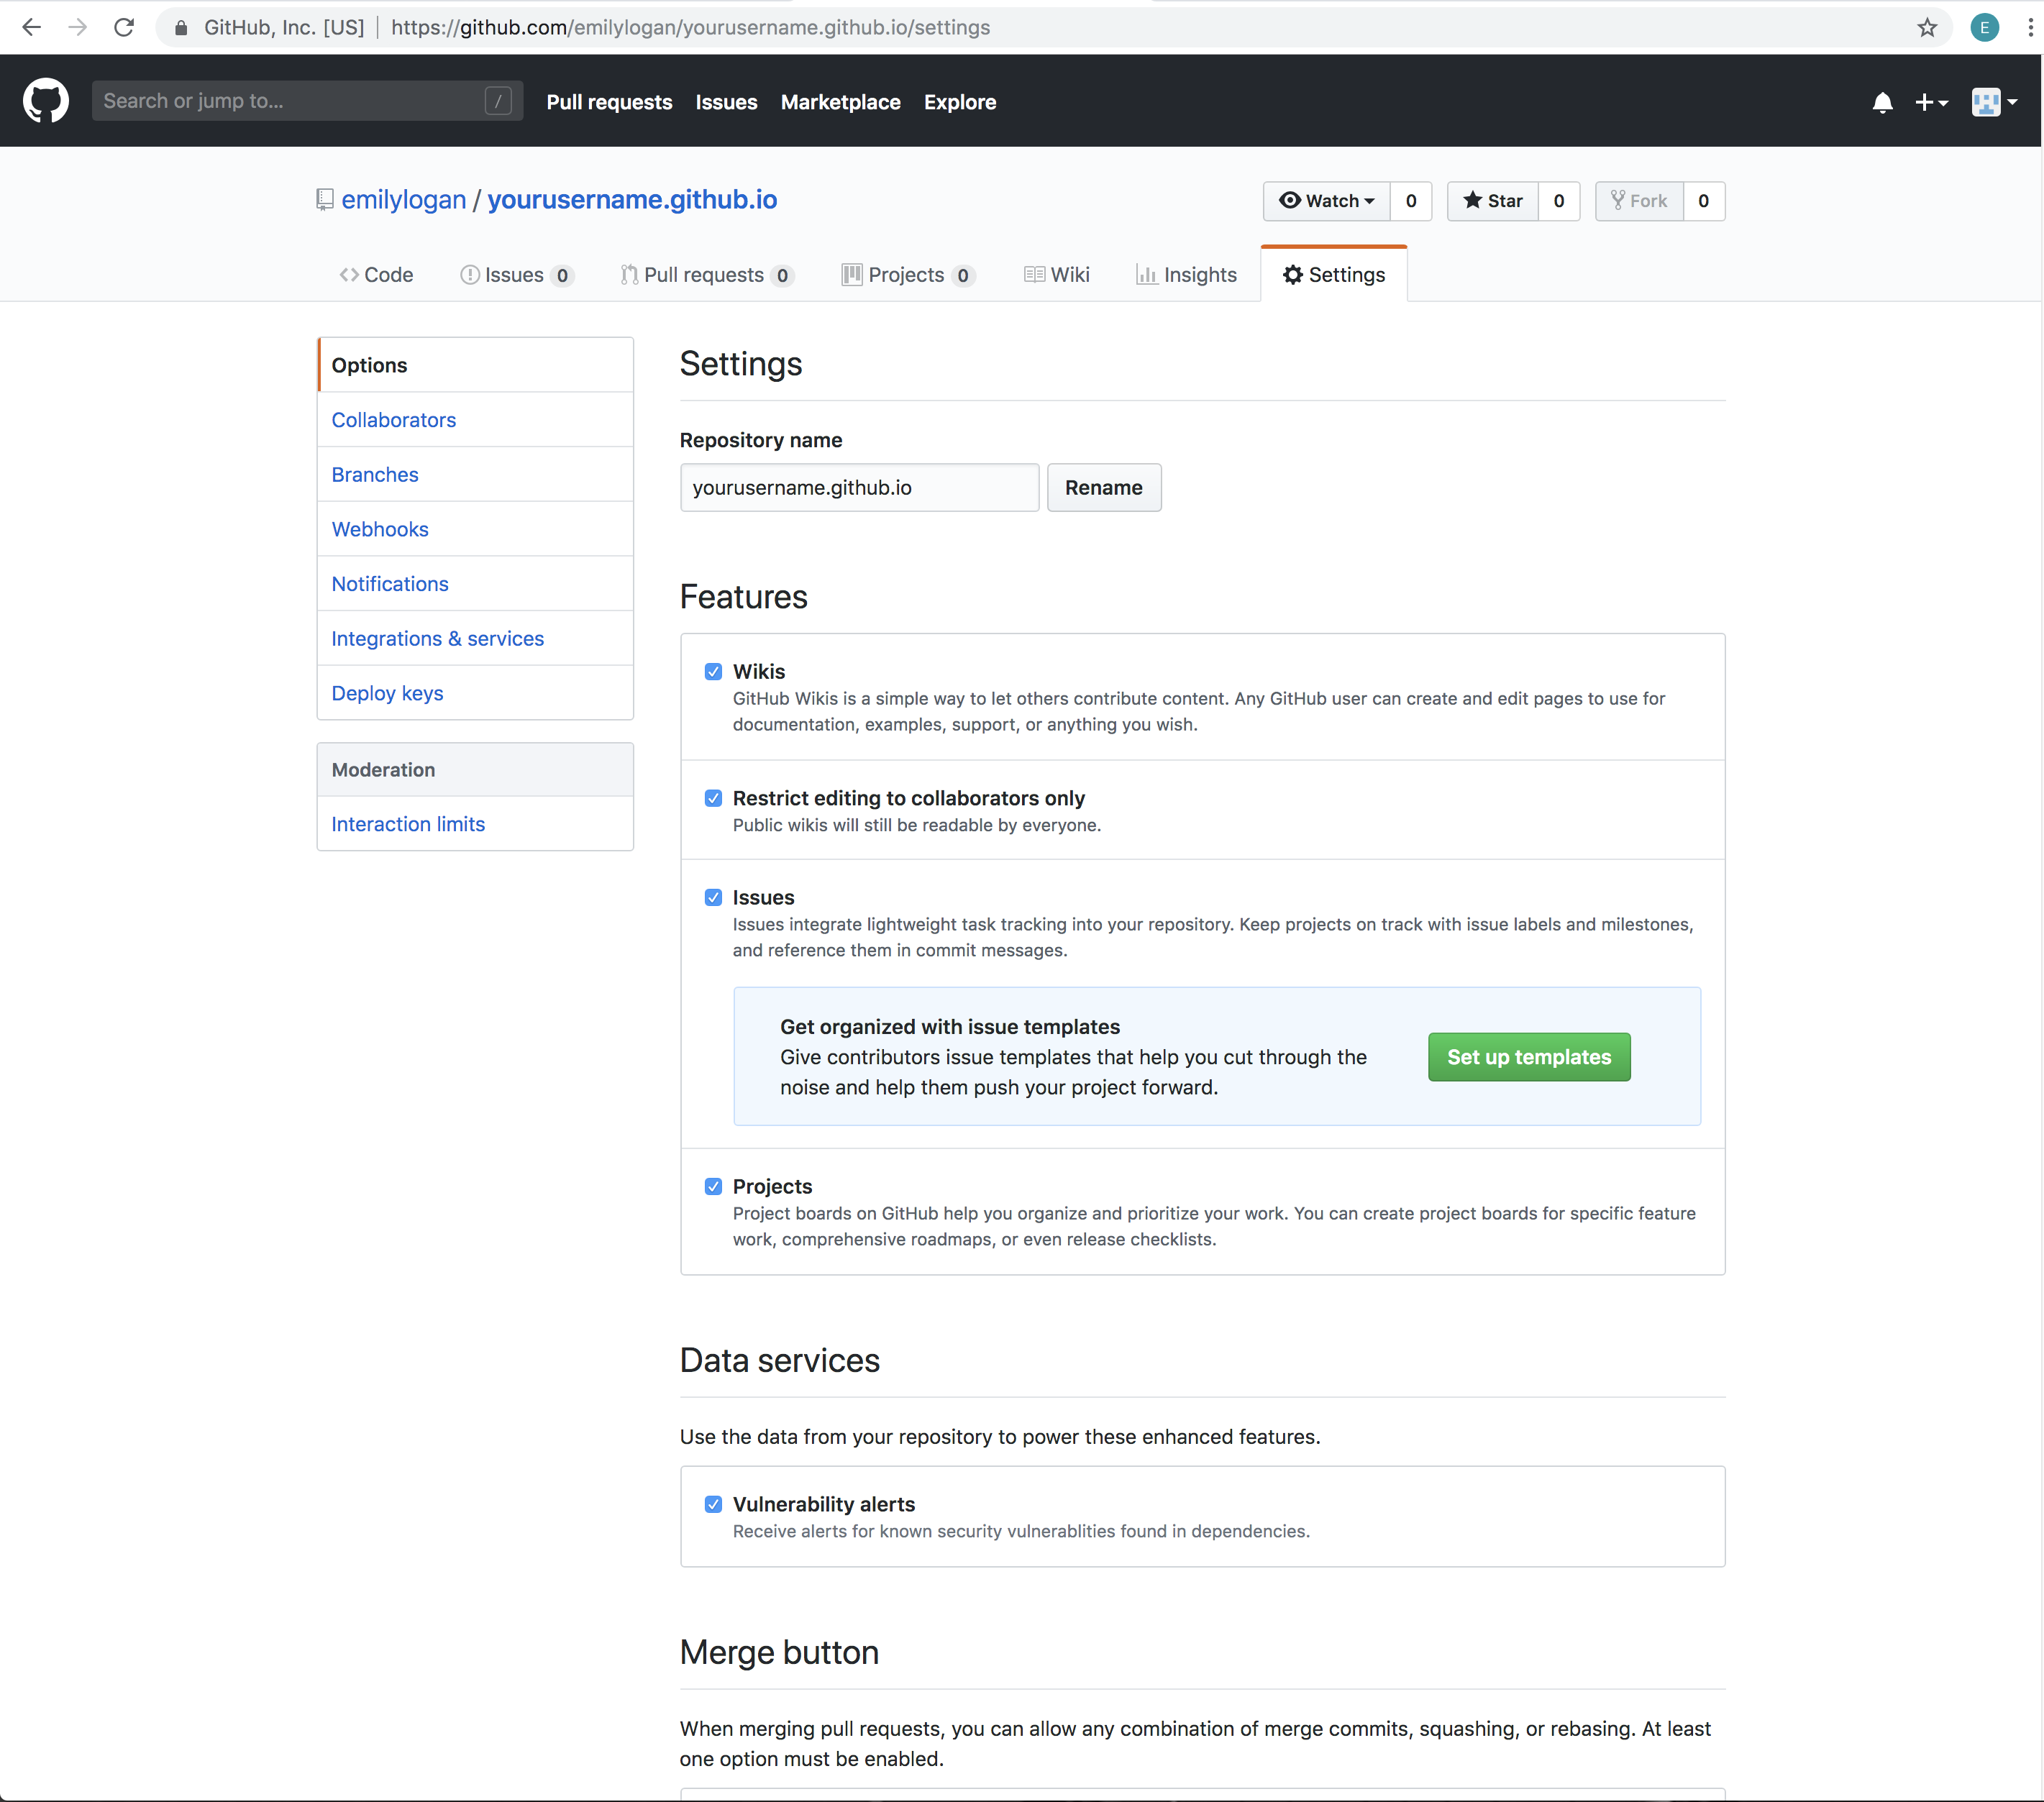 GitHub, Inc. [US] | https://github.com/emilylogan/yourusername.github.io/settings
E
Search or jump to... /
Pull requests Issues Marketplace Explore
emilylogan / yourusername.github.io
Watch 0 Star 0 Fork 0
Code Issues 0 Pull requests 0 Projects 0 Wiki Insights Settings
Options
Collaborators
Branches
Webhooks
Notifications
Integrations & services
Deploy keys
Moderation
Interaction limits
Settings
Repository name
yourusername.github.io Rename
Features
Wikis
GitHub Wikis is a simple way to let others contribute content. Any GitHub user can create and edit pages to use for
documentation, examples, support, or anything you wish.
Restrict editing to collaborators only
Public wikis will still be readable by everyone.
Issues
Issues integrate lightweight task tracking into your repository. Keep projects on track with issue labels and milestones,
and reference them in commit messages.
Get organized with issue templates
Give contributors issue templates that help you cut through the
noise and help them push your project forward.
Set up templates
Projects
Project boards on GitHub help you organize and prioritize your work. You can create project boards for specific feature
work, comprehensive roadmaps, or even release checklists.
Data services
Use the data from your repository to power these enhanced features.
Vulnerability alerts
Receive alerts for known security vulnerablities found in dependencies.
Merge button
When merging pull requests, you can allow any combination of merge commits, squashing, or rebasing. At least
one option must be enabled.